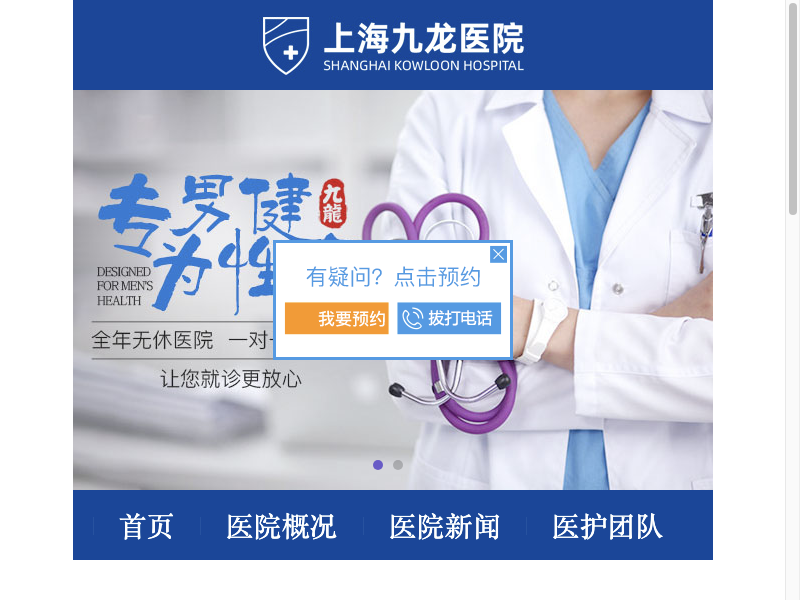 上海九龙医院
SHANGHAI KOWLOON HOSPITAL
专为男性健
九龍
DESIGNED
FOR MEN'S
HEALTH
全年无休医院 一对
让您就诊更放心
有疑问？点击预约
我要预约
拔打电话
首页
医院概况
医院新闻
医护团队